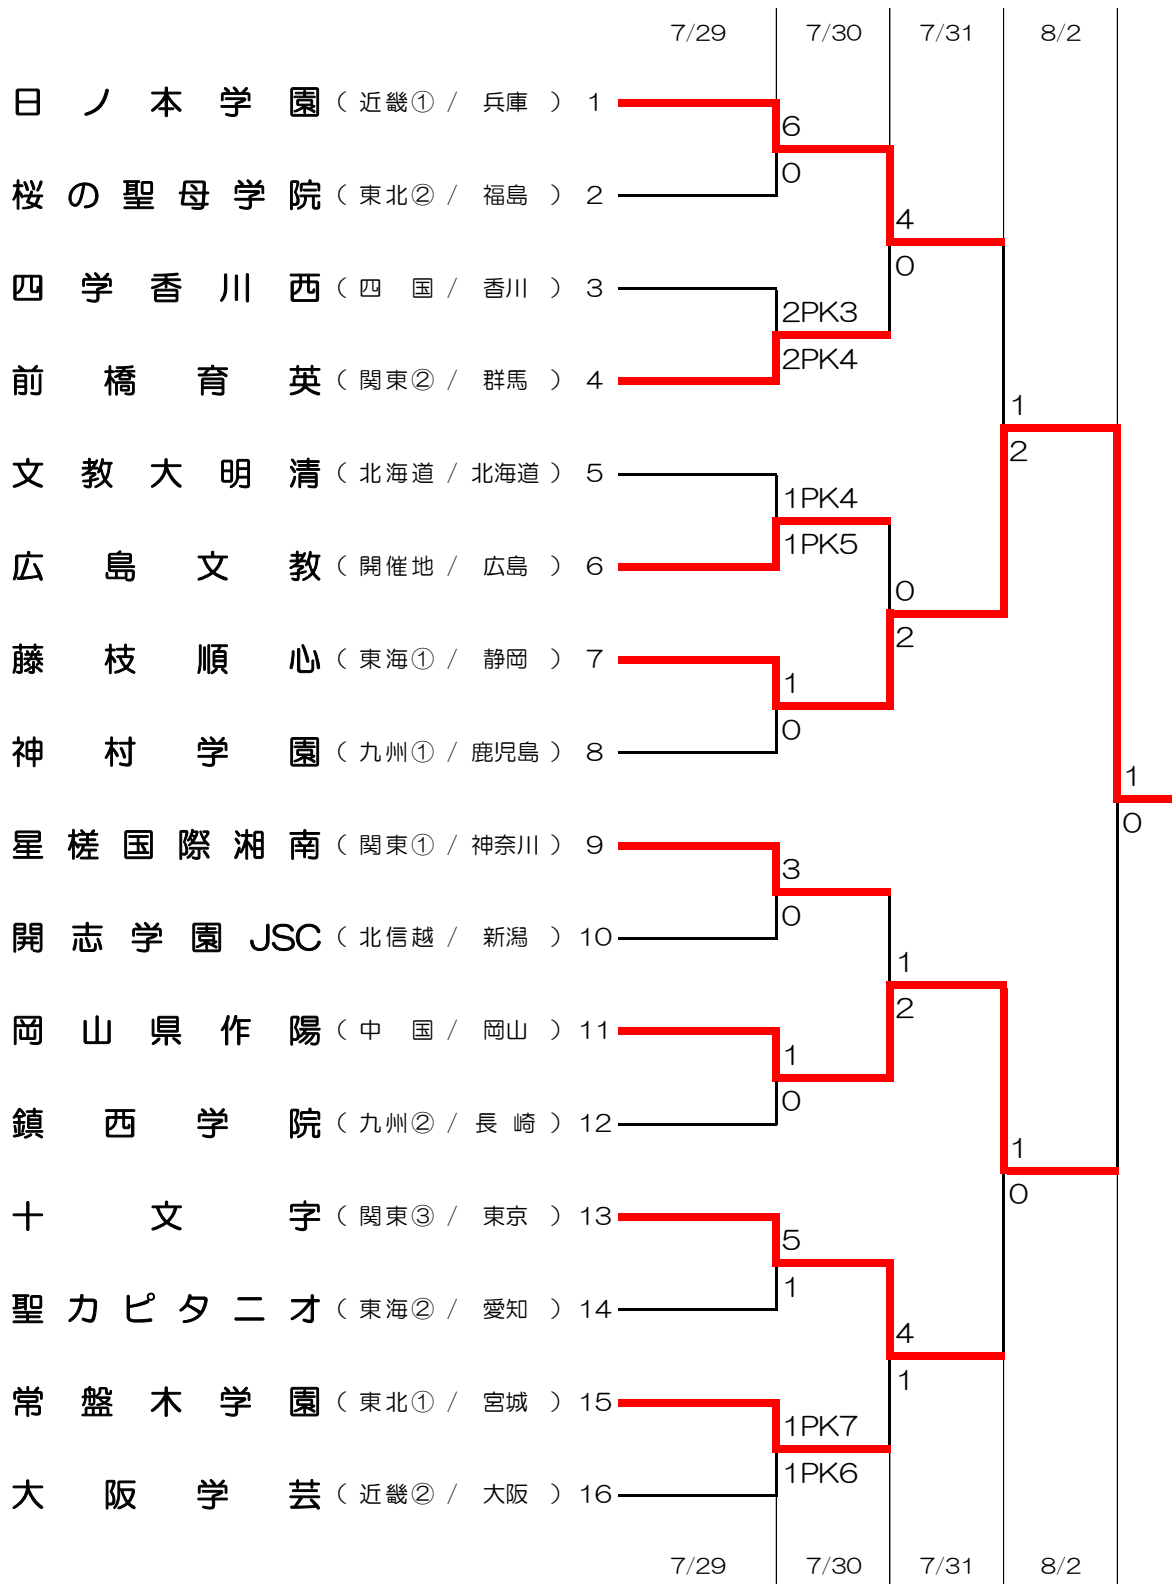 7/29 7/30 7/31 8/2
日ノ本学園 ( 近畿① / 兵庫 ) 1
6
0
桜の聖母学院 ( 東北② / 福島 ) 2
4
0
四学香川西 ( 四国 / 香川 ) 3
2PK3
2PK4
前橋育英 ( 関東② / 群馬 ) 4
1
2
文教大明清 ( 北海道 / 北海道 ) 5
1PK4
1PK5
広島文教 ( 開催地 / 広島 ) 6
0
2
藤枝順心 ( 東海① / 静岡 ) 7
1
0
神村学園 ( 九州① / 鹿児島 ) 8
1
0
星槎国際湘南 ( 関東① / 神奈川 ) 9
3
0
開志学園JSC ( 北信越 / 新潟 ) 10
1
2
岡山県作陽 ( 中国 / 岡山 ) 11
1
0
鎮西学院 ( 九州② / 長崎 ) 12
1
0
十文字 ( 関東③ / 東京 ) 13
5
1
聖カピタニオ ( 東海② / 愛知 ) 14
4
1
常盤木学園 ( 東北① / 宮城 ) 15
1PK7
1PK6
大阪学芸 ( 近畿② / 大阪 ) 16
7/29 7/30 7/31 8/2